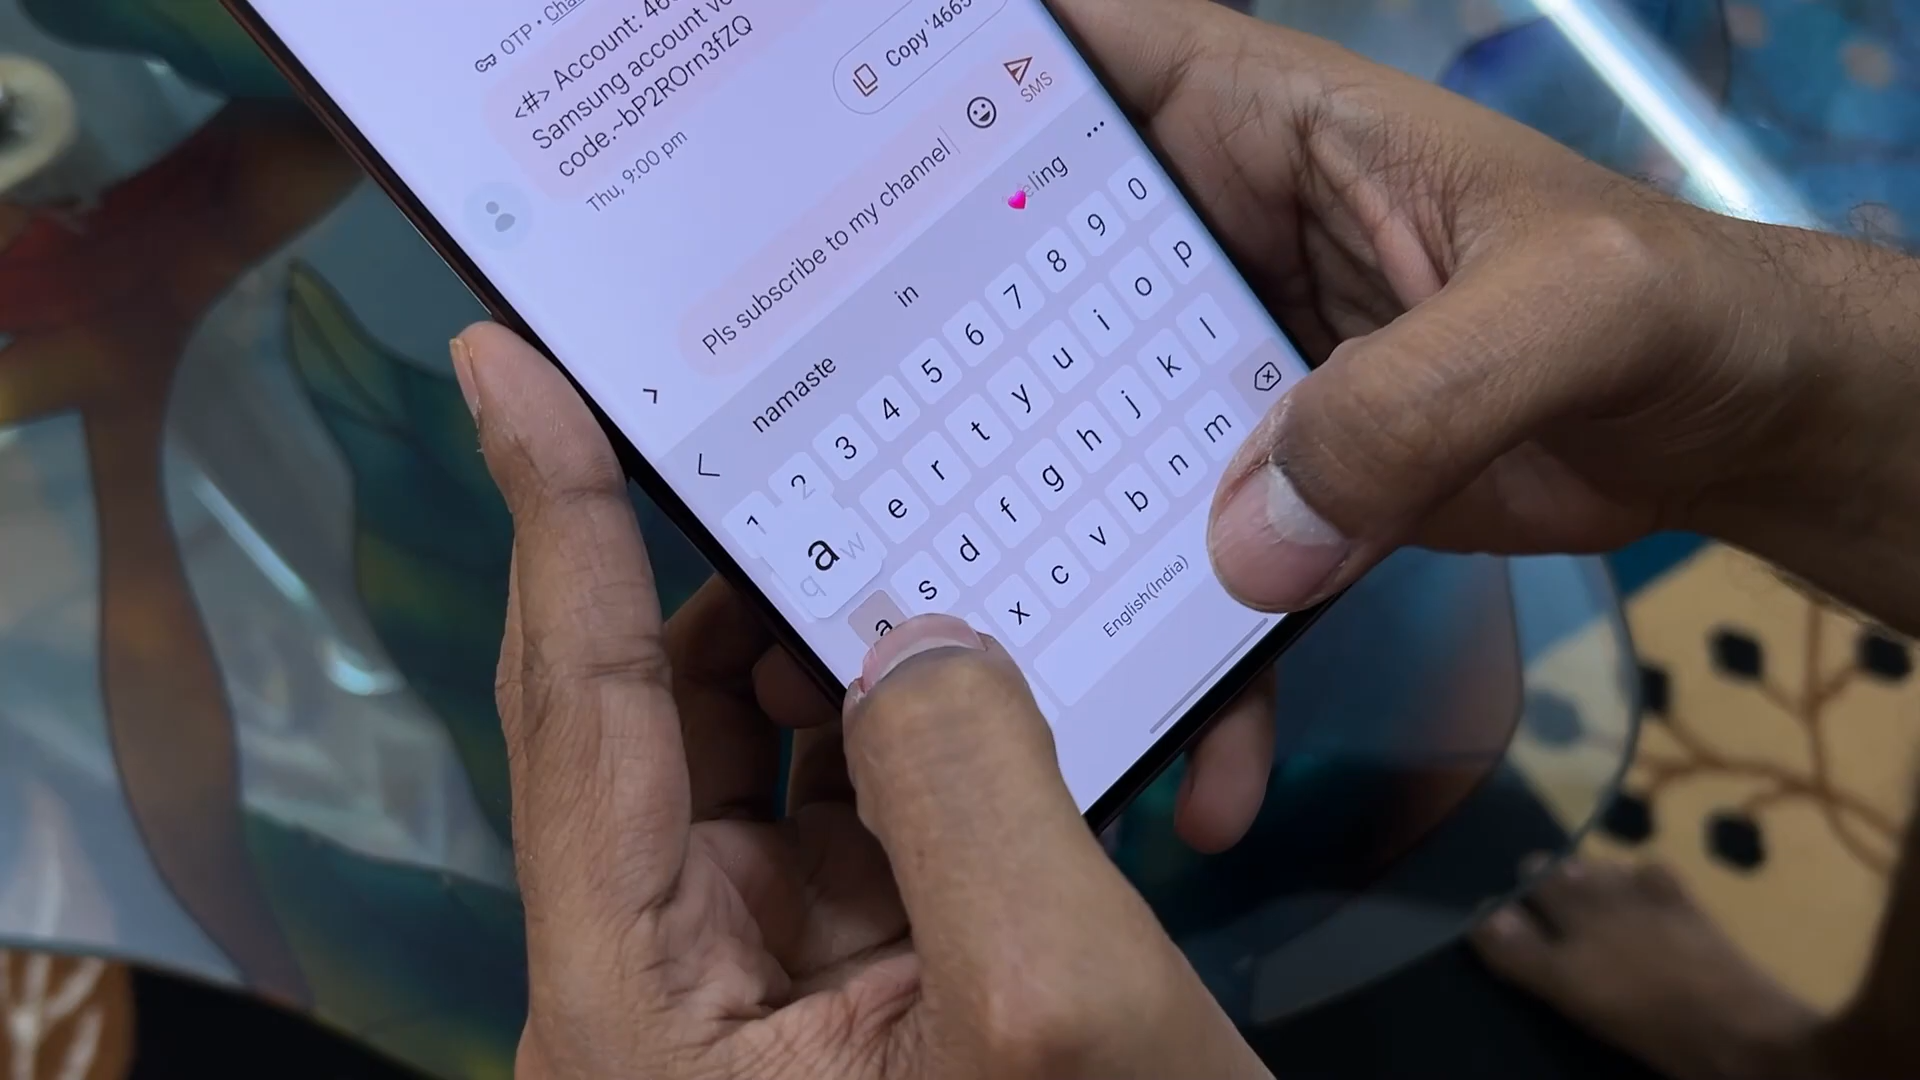 OTP •
<#> Account:
Samsung account
code.~bP2ROrn3fZQ
Copy '4665
Thu, 9:00 pm
Pls subscribe to my channel
SMS
namaste in
1 2 3 4 5 6 7 8 9 0
q w e r t y u i o p
a
a s d f g h j k l
x c v b n m
English(India)